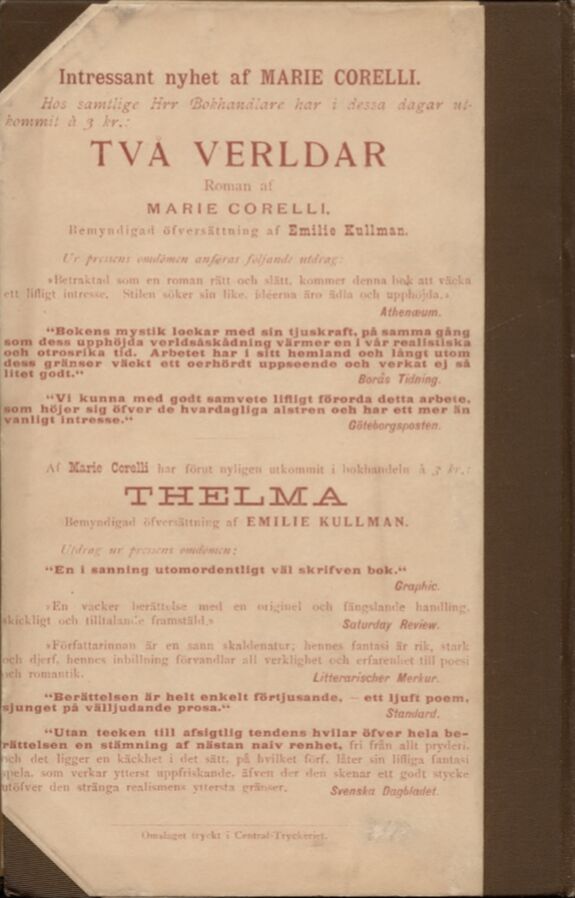 Intressant nyhet af MARIE CORELLI.
Hos samtlige Hrr Bokhandlare har i dessa dagar ut-
kommit à 3 kr.:
TVÅ VERLDAR
Roman af
MARIE CORELLI.
Bemyndigad öfversättning af Emilie Kullman.
Ur pressens omdömen anföras följande utdrag:
»Betraktad som en roman rätt och slätt, kommer denna bok att väcka
ett lifligt intresse. Stilen söker sin like, idéerna äro ädla och upphöjda.»
Athenæum.
"Bokens mystik lockar med sin tjuskraft, på samma gång
som dess upphöjda verldsåskådning värmer en i vår realistiska
och otrosrika tid. Arbetet har i sitt hemland och långt utom
dess gränser väckt ett oerhördt uppseende och verkat ej så
litet godt."
Borås Tidning.
"Vi kunna med godt samvete lifligt förorda detta arbete,
som höjer sig öfver de hvardagliga alstren och har ett mer än
vanligt intresse."
Göteborgsposten.
Af Marie Corelli har förut nyligen utkommit i bokhandeln à 3 kr.:
THELMA
Bemyndigad öfversättning af EMILIE KULLMAN.
Utdrag ur pressens omdömen:
"En i sanning utomordentligt väl skrifven bok."
Graphic.
»En vacker berättelse med en originel och fängslande handling,
skickligt och tilltalande framstäld.»
Saturday Review.
»Författarinnan är en sann skaldenatur; hennes fantasi är rik, stark
och djerf, hennes inbillning förvandlar all verklighet och erfarenhet till poesi
och romantik.
Litterarischer Merkur.
"Berättelsen är helt enkelt förtjusande, — ett ljuft poem,
sjunget på välljudande prosa."
Standard.
"Utan tecken till afsigtlig tendens hvilar öfver hela be-
rättelsen en stämning af nästan naiv renhet, fri från allt pryderi,
och det ligger en käckhet i det sätt, på hvilket förf. låter sin lifliga fantasi
spela, som verkar ytterst uppfriskande, äfven der den skenar ett godt stycke
utöfver den stränga realismens yttersta gränser.
Svenska Dagbladet.
Omslaget tryckt i Central-Tryckeriet.